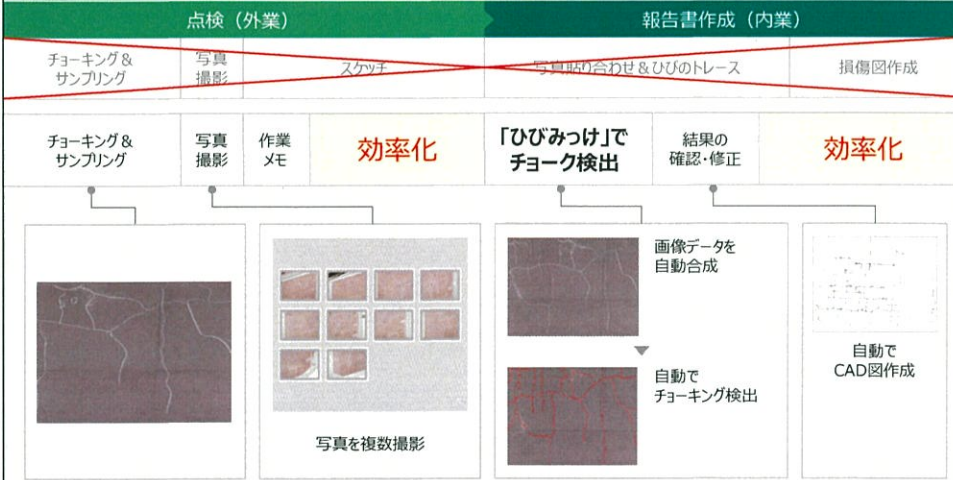 点検（外業）
報告書作成（内業）
チョーキング＆
サンプリング
写真
撮影
スケッチ
写真貼り合わせ＆ひびのトレース
損傷図作成
チョーキング＆
サンプリング
写真
撮影
作業
メモ
効率化
「ひびみっけ」で
チョーク検出
結果の
確認・修正
効率化
写真を複数撮影
画像データを
自動合成
自動で
チョーキング検出
自動で
CAD図作成